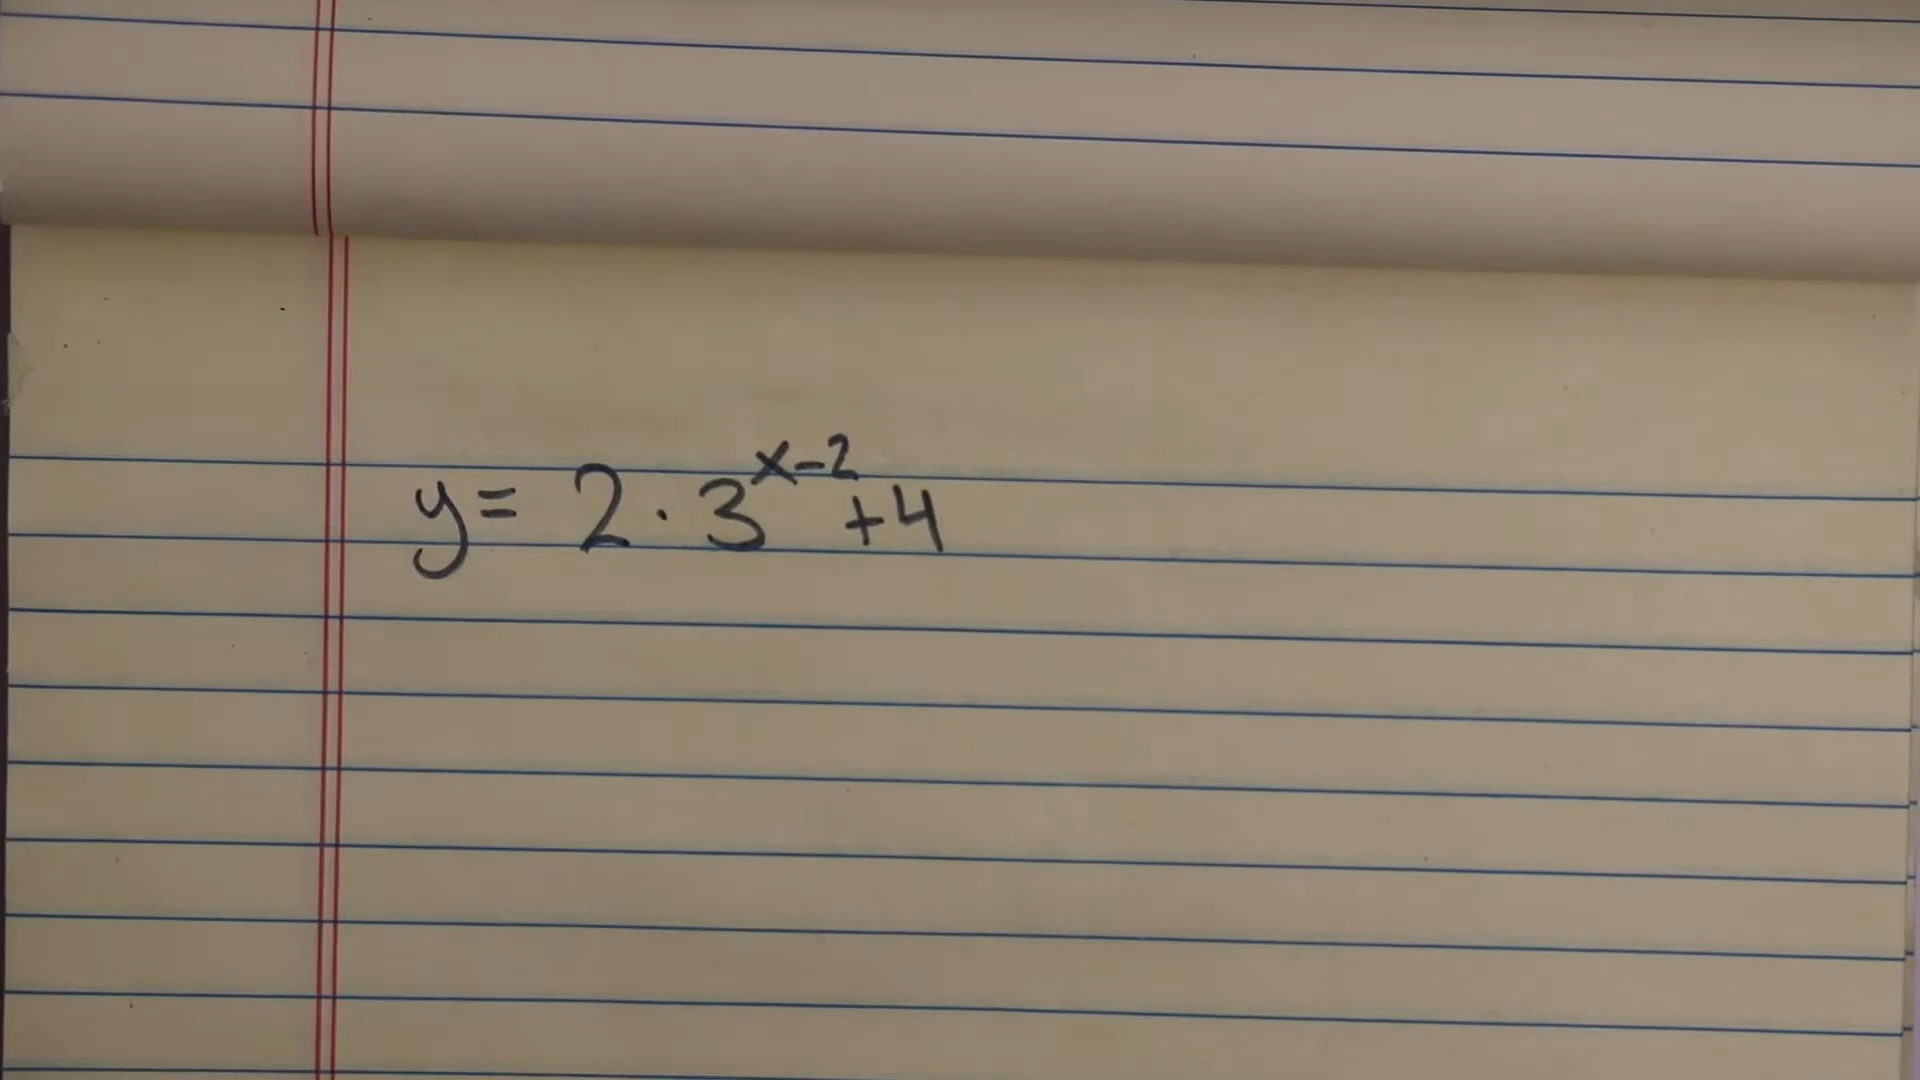 y = 2 · 3^{x-2} + 4